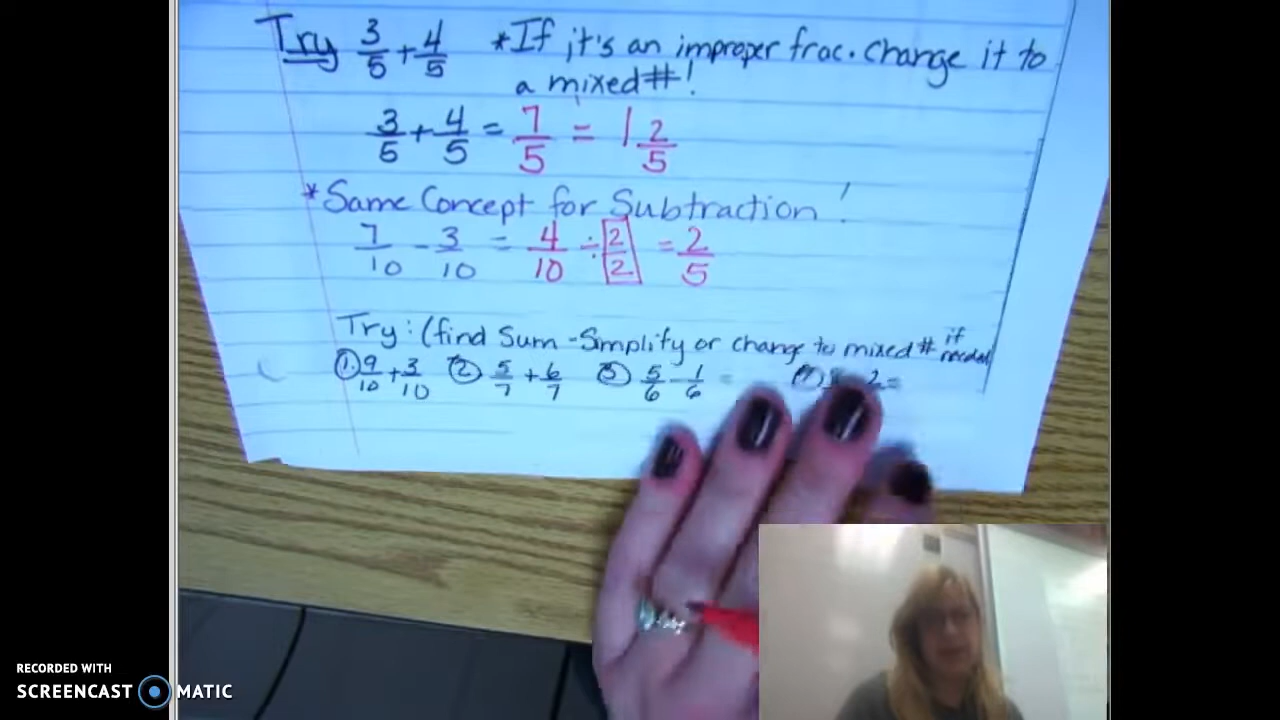 Try 3/5 + 4/5 *If it's an improper frac. change it to
a mixed #!
3/5 + 4/5 = 7/5 = 1 2/5
*Same Concept for Subtraction!
7/10 - 3/10 = 4/10 ÷ 2/2 = 2/5
Try: (find Sum - Simplify or change to mixed # if needed
① 9/10 + 3/10 ② 5/7 + 6/7 ③ 5/6 - 1/6 = 2 =
RECORDED WITH
SCREENCAST MATIC